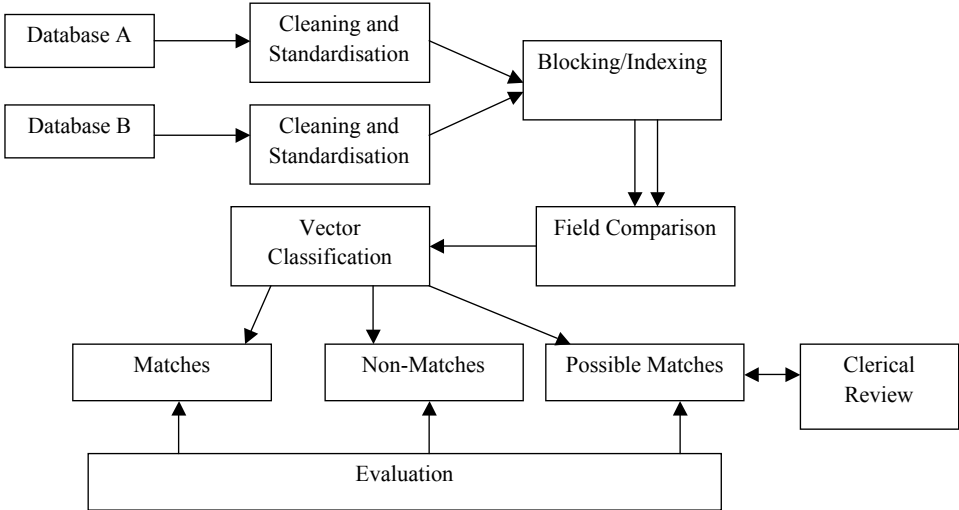 Database A
Cleaning and
Standardisation
Blocking/Indexing
Database B
Cleaning and
Standardisation
Vector
Classification
Field Comparison
Matches
Non-Matches
Possible Matches
Clerical
Review
Evaluation